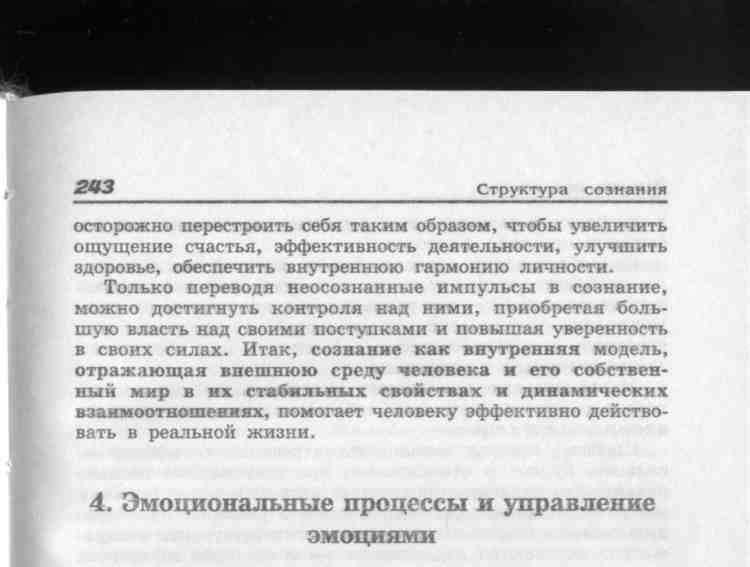 243
Структура сознания
осторожно перестроить себя таким образом, чтобы увеличить
ощущение счастья, эффективность деятельности, улучшить
здоровье, обеспечить внутреннюю гармонию личности.
Только переводя неосознанные импульсы в сознание,
можно достигнуть контроля над ними, приобретая боль-
шую власть над своими поступками и повышая уверенность
в своих силах. Итак, сознание как внутренняя модель,
отражающая внешнюю среду человека и его собствен-
ный мир в их стабильных свойствах и динамических
взаимоотношениях, помогает человеку эффективно действо-
вать в реальной жизни.
4. Эмоциональные процессы и управление
эмоциями